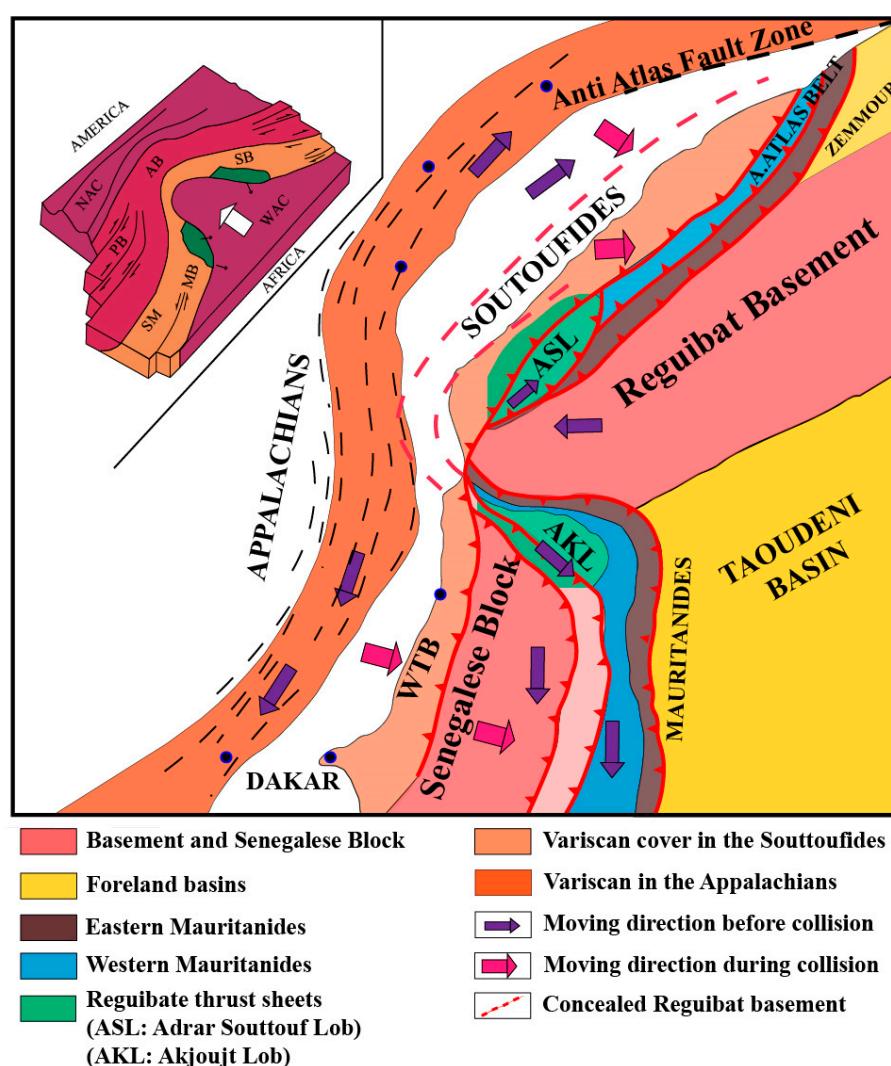 AMERICA
NAC
AB
SB
PB
WAC
MB
SM
AFRICA
Anti Atlas Fault Zone
A.ATLAS BELT
ZEMMOUR
SOUTOUFIDES
Reguibat Basement
ASL
APPALACHIANS
AKL
TAOUDENI
BASIN
MAURITANIDES
Senegalese Block
WTB
DAKAR
Basement and Senegalese Block
Foreland basins
Eastern Mauritanides
Western Mauritanides
Reguibate thrust sheets
(ASL: Adrar Souttouf Lob)
(AKL: Akjoujt Lob)
Variscan cover in the Souttoufides
Variscan in the Appalachians
Moving direction before collision
Moving direction during collision
Concealed Reguibat basement